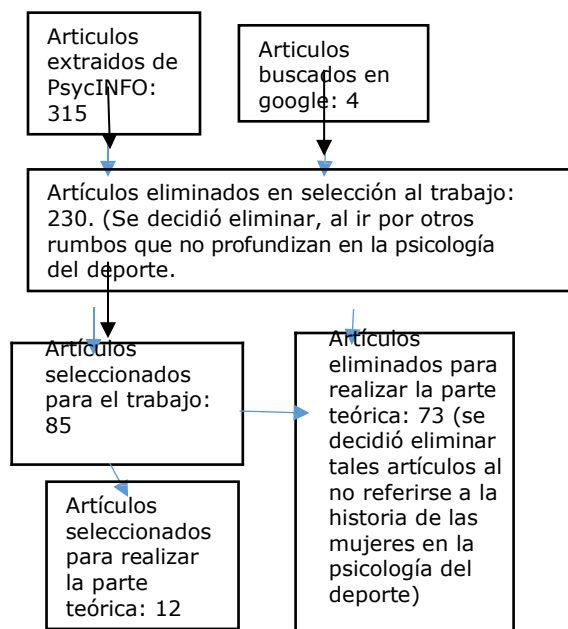 Articulos
extraidos de
PsycINFO:
315
Articulos
buscados en
google: 4
Artículos eliminados en selección al trabajo:
230. (Se decidió eliminar, al ir por otros
rumbos que no profundizan en la psicología
del deporte.
Artículos
seleccionados
para el trabajo:
85
Artículos
eliminados para
realizar la parte
teórica: 73 (se
decidió eliminar
tales artículos al
no referirse a la
historia de las
mujeres en la
psicología del
deporte)
Artículos
seleccionados
para realizar
la parte
teórica: 12